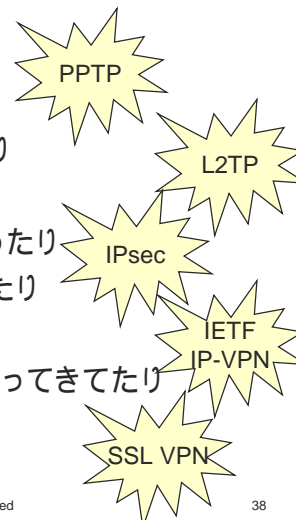 PPTP
り
L2TP
ったり
IPsec
たり
IETF
IP-VPN
ってきてたり
SSL VPN
ed
38